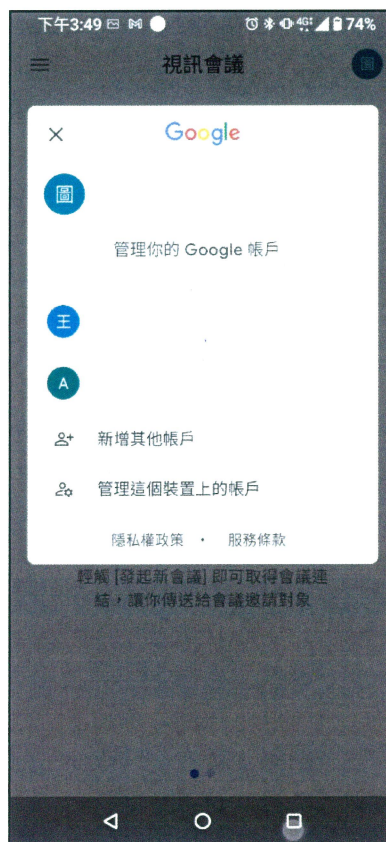 下午3:49 74%
視訊會議 圖
Google
圖
管理你的 Google 帳戶
王
A
新增其他帳戶
管理這個裝置上的帳戶
隱私權政策 • 服務條款
輕觸 [發起新會議] 即可取得會議連
結，讓你傳送給會議邀請對象